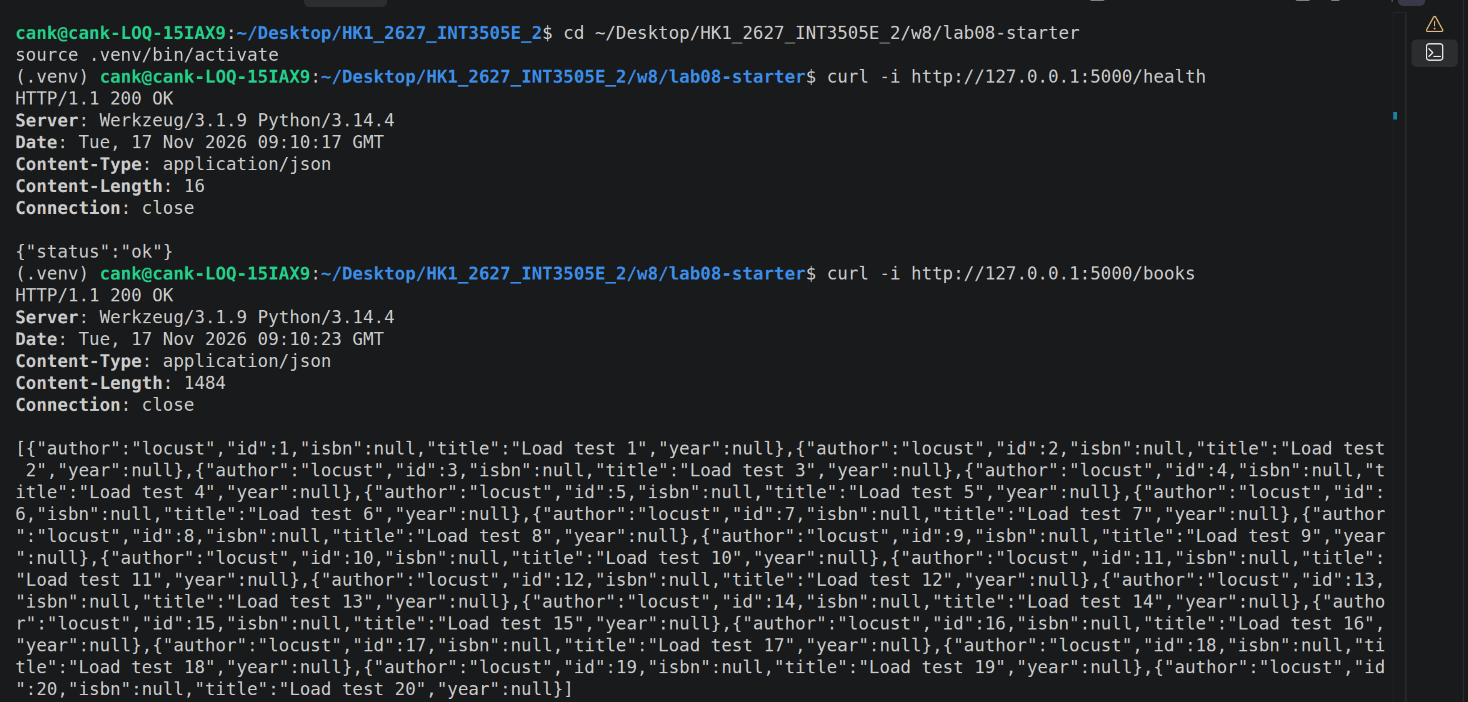 cank@cank-LOQ-15IAX9:~/Desktop/HK1_2627_INT3505E_2$ cd ~/Desktop/HK1_2627_INT3505E_2/w8/lab08-starter
source .venv/bin/activate
(.venv) cank@cank-LOQ-15IAX9:~/Desktop/HK1_2627_INT3505E_2/w8/lab08-starter$ curl -i http://127.0.0.1:5000/health
HTTP/1.1 200 OK
Server: Werkzeug/3.1.9 Python/3.14.4
Date: Tue, 17 Nov 2026 09:10:17 GMT
Content-Type: application/json
Content-Length: 16
Connection: close

{"status":"ok"}
(.venv) cank@cank-LOQ-15IAX9:~/Desktop/HK1_2627_INT3505E_2/w8/lab08-starter$ curl -i http://127.0.0.1:5000/books
HTTP/1.1 200 OK
Server: Werkzeug/3.1.9 Python/3.14.4
Date: Tue, 17 Nov 2026 09:10:23 GMT
Content-Type: application/json
Content-Length: 1484
Connection: close

[{"author":"locust","id":1,"isbn":null,"title":"Load test 1","year":null},{"author":"locust","id":2,"isbn":null,"title":"Load test
 2","year":null},{"author":"locust","id":3,"isbn":null,"title":"Load test 3","year":null},{"author":"locust","id":4,"isbn":null,"t
itle":"Load test 4","year":null},{"author":"locust","id":5,"isbn":null,"title":"Load test 5","year":null},{"author":"locust","id":
6,"isbn":null,"title":"Load test 6","year":null},{"author":"locust","id":7,"isbn":null,"title":"Load test 7","year":null},{"author
":"locust","id":8,"isbn":null,"title":"Load test 8","year":null},{"author":"locust","id":9,"isbn":null,"title":"Load test 9","year
":null},{"author":"locust","id":10,"isbn":null,"title":"Load test 10","year":null},{"author":"locust","id":11,"isbn":null,"title":
"Load test 11","year":null},{"author":"locust","id":12,"isbn":null,"title":"Load test 12","year":null},{"author":"locust","id":13,
"isbn":null,"title":"Load test 13","year":null},{"author":"locust","id":14,"isbn":null,"title":"Load test 14","year":null},{"autho
r":"locust","id":15,"isbn":null,"title":"Load test 15","year":null},{"author":"locust","id":16,"isbn":null,"title":"Load test 16",
"year":null},{"author":"locust","id":17,"isbn":null,"title":"Load test 17","year":null},{"author":"locust","id":18,"isbn":null,"ti
tle":"Load test 18","year":null},{"author":"locust","id":19,"isbn":null,"title":"Load test 19","year":null},{"author":"locust","id
":20,"isbn":null,"title":"Load test 20","year":null}]